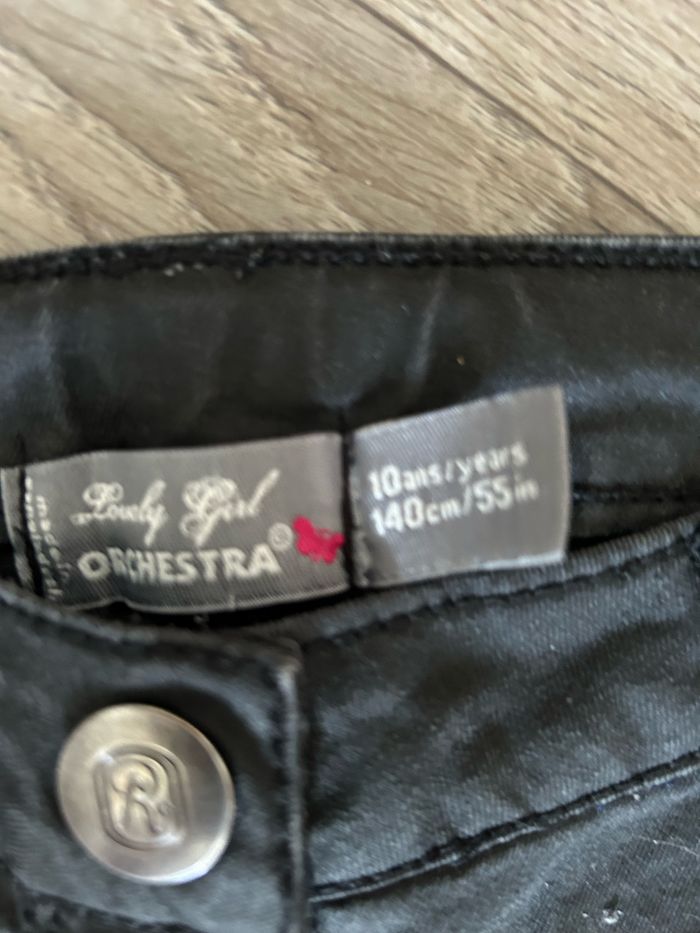 Lovely Girl
ORCHESTRA®
10ans/years
140cm/55in
R